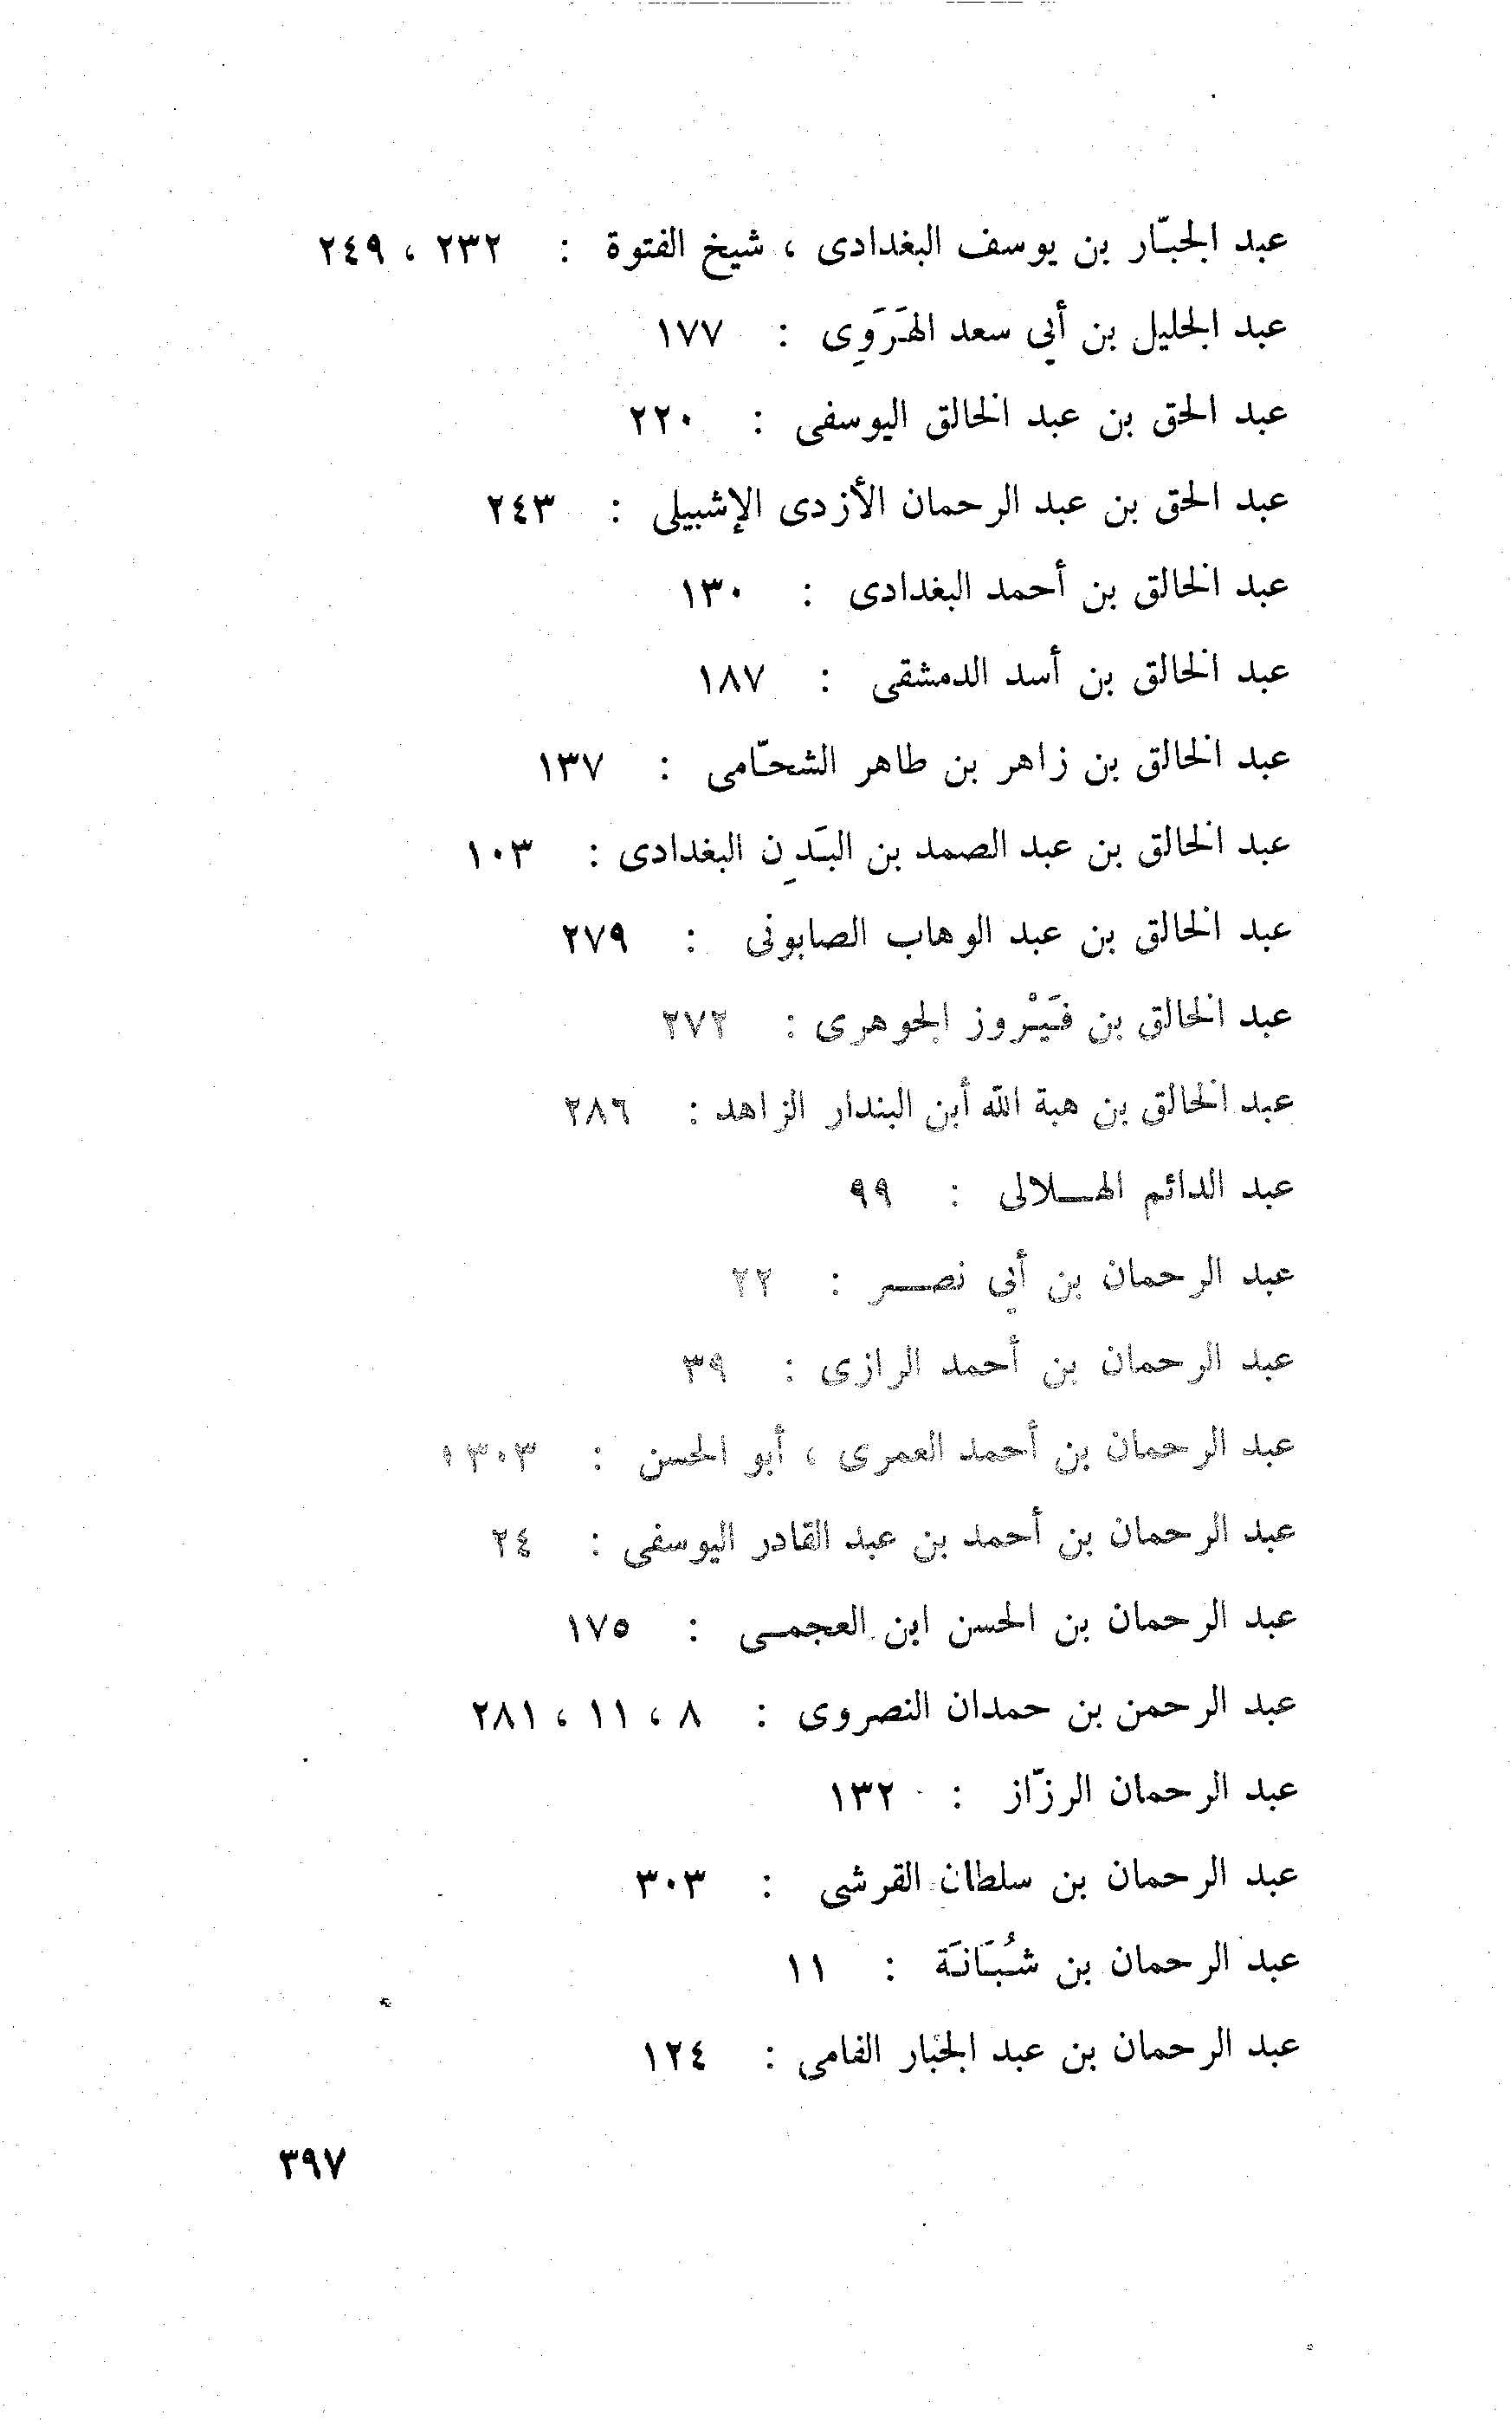 عبد الجبّار بن يوسف البغدادى ، شيخ الفتوة : ٢٣٢ ، ٢٤٩
عبد الجليل بن أبي سعد الهَرَوِى : ١٧٧
عبد الحق بن عبد الخالق اليوسفى : ٢٢٠
عبد الحق بن عبد الرحمان الأزدى الإشبيلى : ٢٤٣
عبد الخالق بن أحمد البغدادى : ١٣٠
عبد الخالق بن أسد الدمشقى : ١٨٧
عبد الخالق بن زاهر بن طاهر الشحّامى : ١٣٧
عبد الخالق بن عبد الصمد بن البَدِن البغدادى : ١٠٣
عبد الخالق بن عبد الوهاب الصابونى : ٢٧٩
عبد الخالق بن فَيْروز الجوهرى : ٢٧٢
عبد الخالق بن هبة الله أبن البندار الزاهد : ٢٨٦
عبد الدائم الهـلالى : ٩٩
عبد الرحمان بن أبي نصـر : ٢٢
عبد الرحمان بن أحمد الرازى : ٣٩
عبد الرحمان بن أحمد العمرى ، أبو الحسن : ١٣٠٣
عبد الرحمان بن أحمد بن عبد القادر اليوسفى : ٢٤
عبد الرحمان بن الحسن ابن العجمـى : ١٧٥
عبد الرحمن بن حمدان النصروى : ٨ ، ١١ ، ٢٨١
عبد الرحمان الرزّاز : ١٣٢
عبد الرحمان بن سلطان القرشى : ٣٠٣
عبد الرحمان بن شُبَانَة : ١١
عبد الرحمان بن عبد الجبار الفامى : ١٢٤
٣٩٧